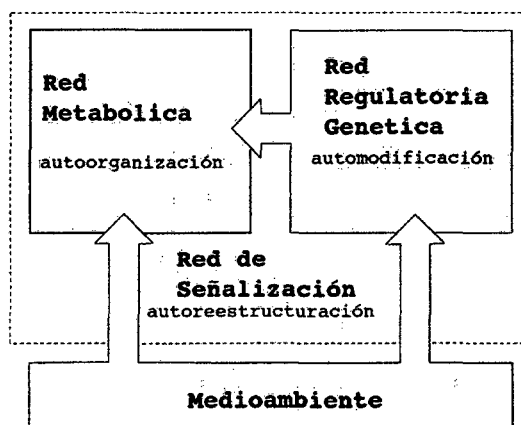 Red
Metabolica
autoorganización
Red
Regulatoria
Genetica
automodificación
Red de
Señalización
autoreestructuración
Medioambiente